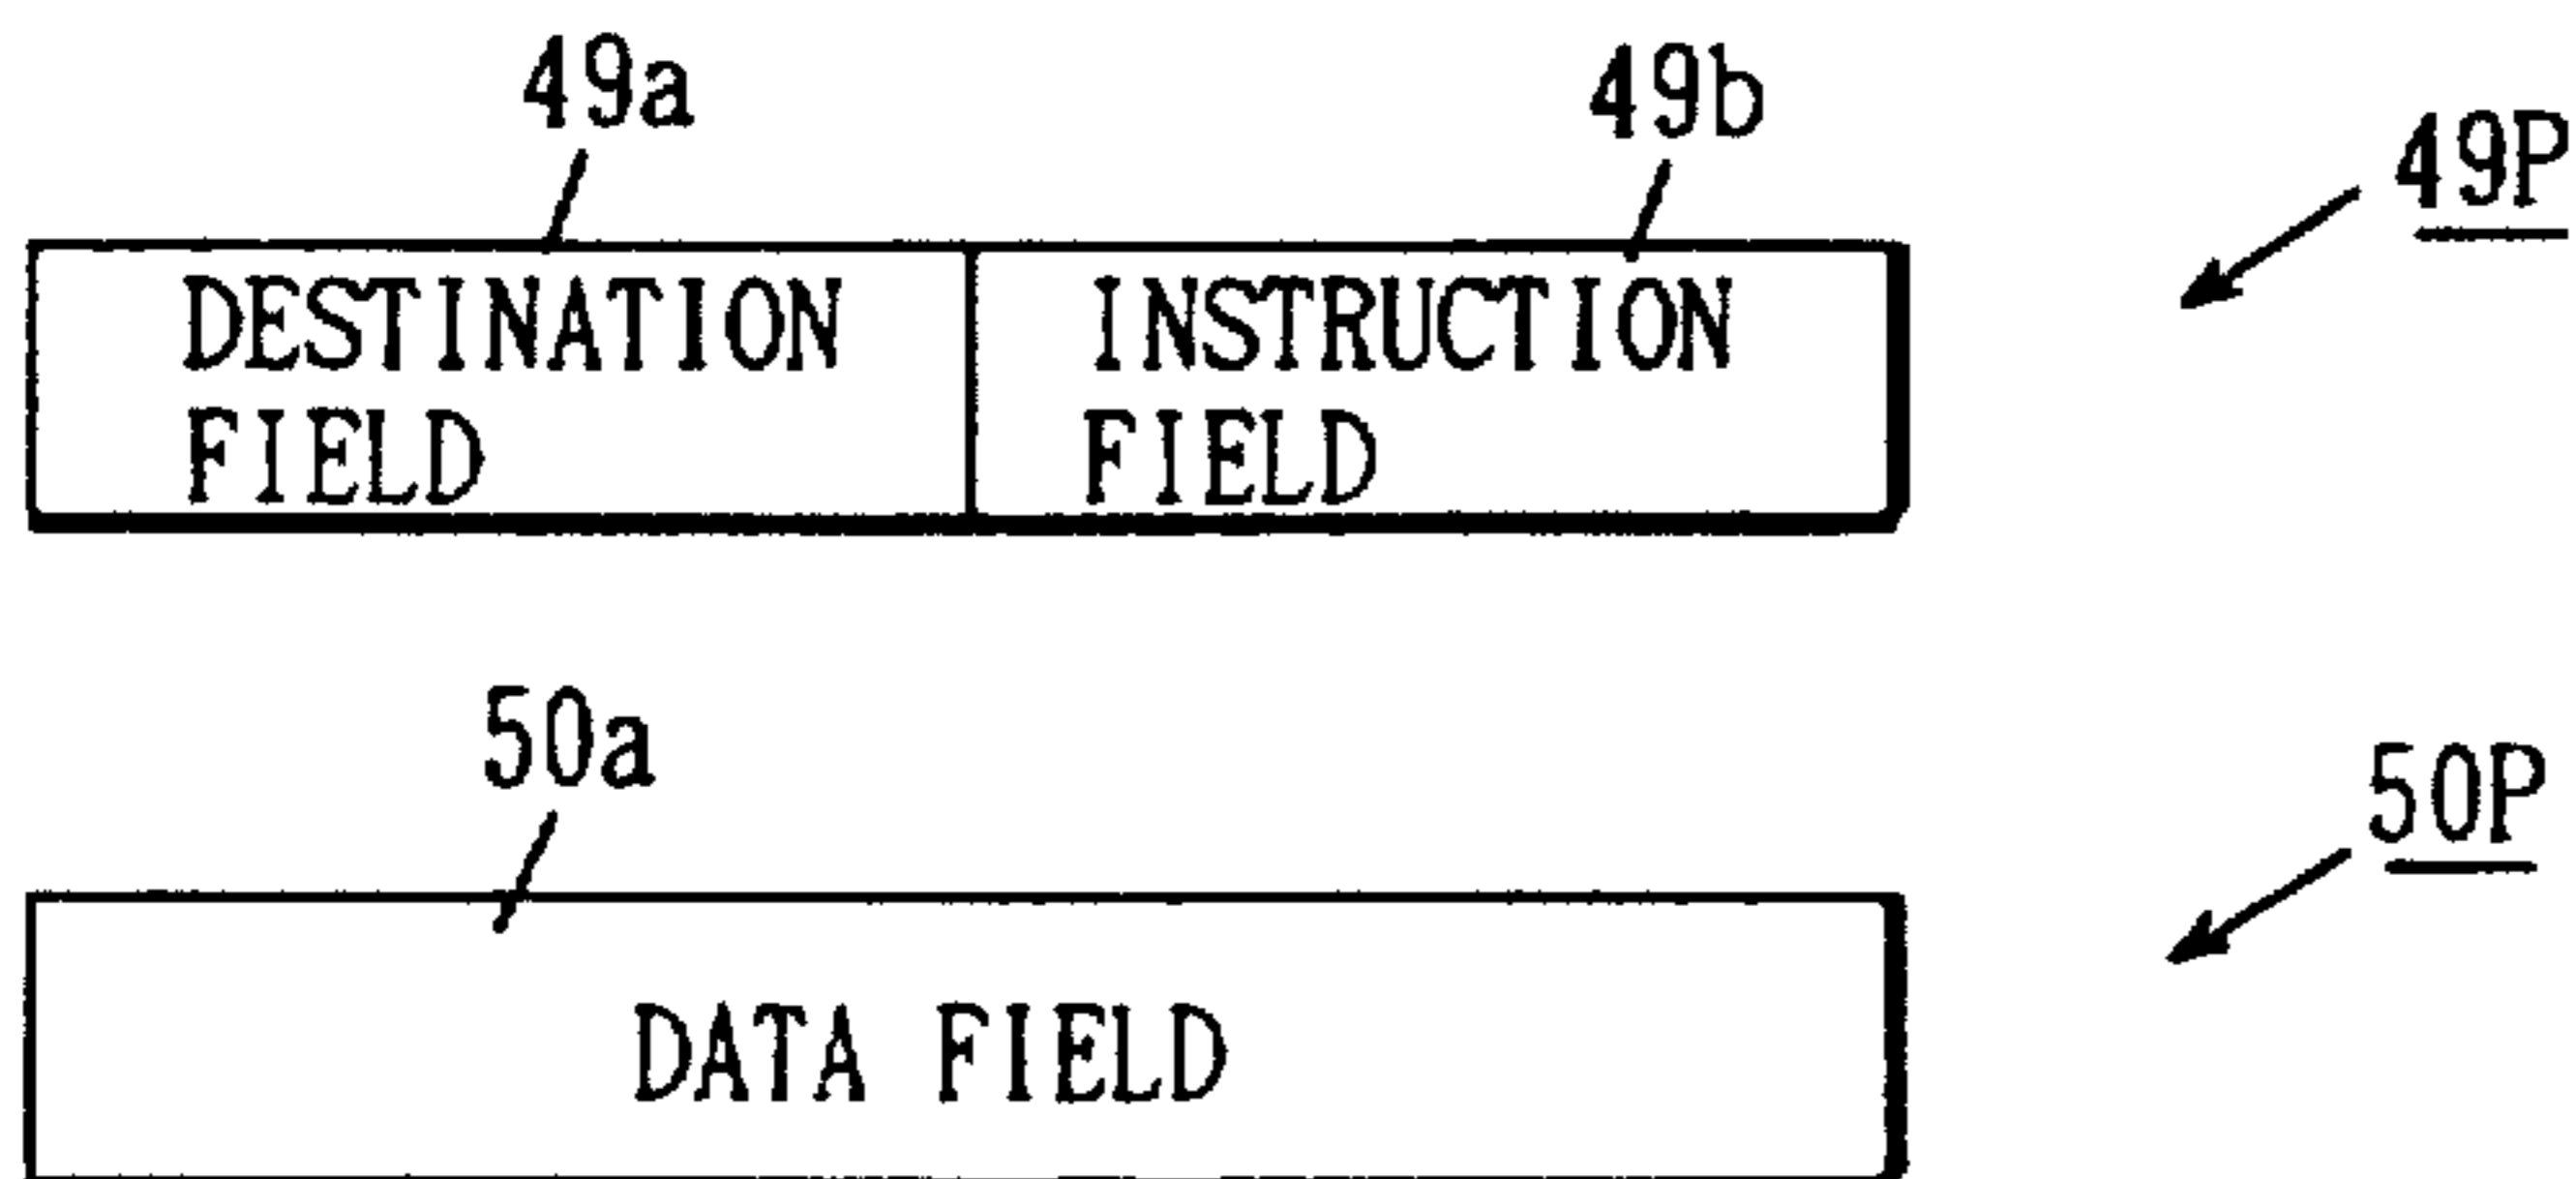 49a
49b
49P
DESTINATION FIELD
INSTRUCTION FIELD
50a
50P
DATA FIELD